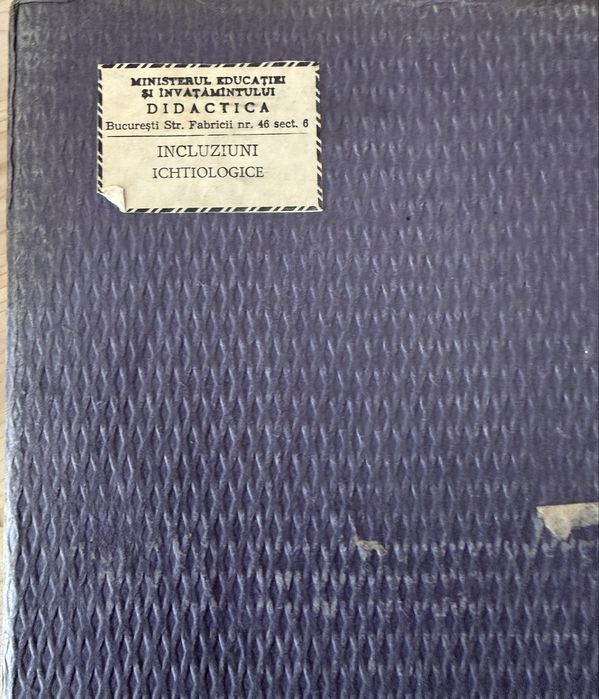 MINISTERUL EDUCAȚIEI
ȘI ÎNVĂȚĂMÎNTULUI
DIDACTICA
București Str. Fabricii nr. 46 sect. 6
INCLUZIUNI
ICHTIOLOGICE